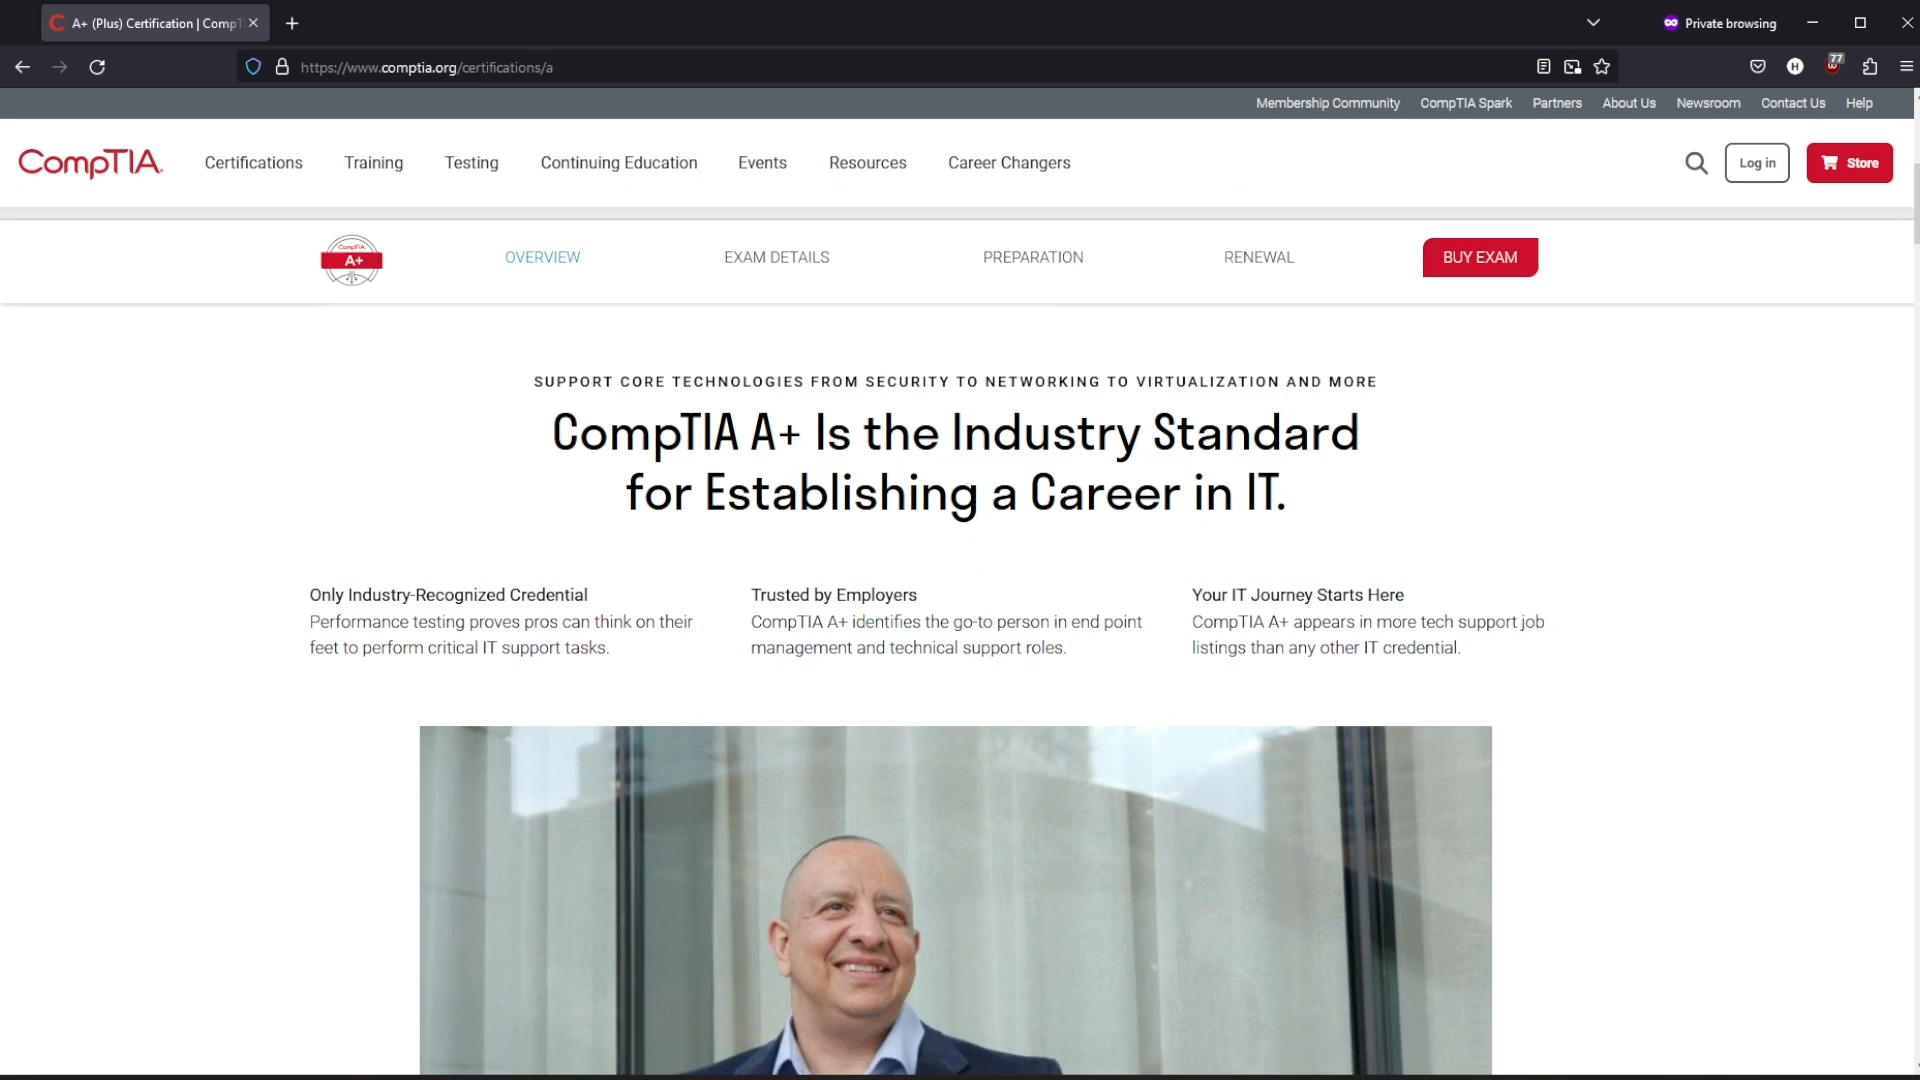 A+ (Plus) Certification | CompT
Private browsing
https://www.comptia.org/certifications/a
77
H
Membership Community CompTIA Spark Partners About Us Newsroom Contact Us Help
CompTIA.
Certifications Training Testing Continuing Education Events Resources Career Changers
Log in
Store
CompTIA
A+
OVERVIEW EXAM DETAILS PREPARATION RENEWAL BUY EXAM
SUPPORT CORE TECHNOLOGIES FROM SECURITY TO NETWORKING TO VIRTUALIZATION AND MORE
CompTIA A+ Is the Industry Standard
for Establishing a Career in IT.
Only Industry-Recognized Credential
Performance testing proves pros can think on their
feet to perform critical IT support tasks.
Trusted by Employers
CompTIA A+ identifies the go-to person in end point
management and technical support roles.
Your IT Journey Starts Here
CompTIA A+ appears in more tech support job
listings than any other IT credential.